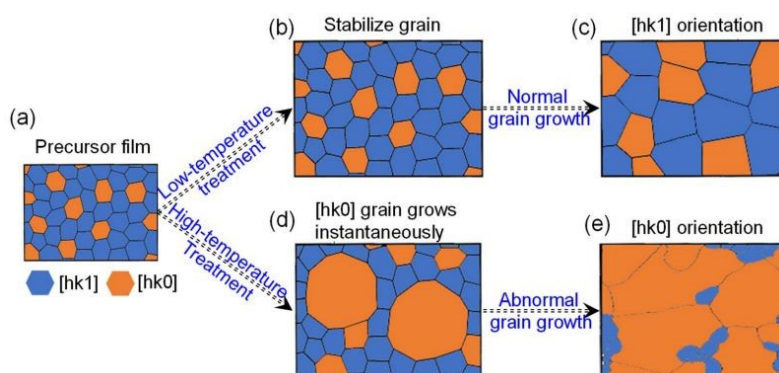 (a)
Precursor film
[hk1] [hk0]
Low-temperature
treatment
High-temperature
Treatment
(b)
Stabilize grain
Normal
grain growth
(c)
[hk1] orientation
(d)
[hk0] grain grows
instantaneously
Abnormal
grain growth
(e)
[hk0] orientation